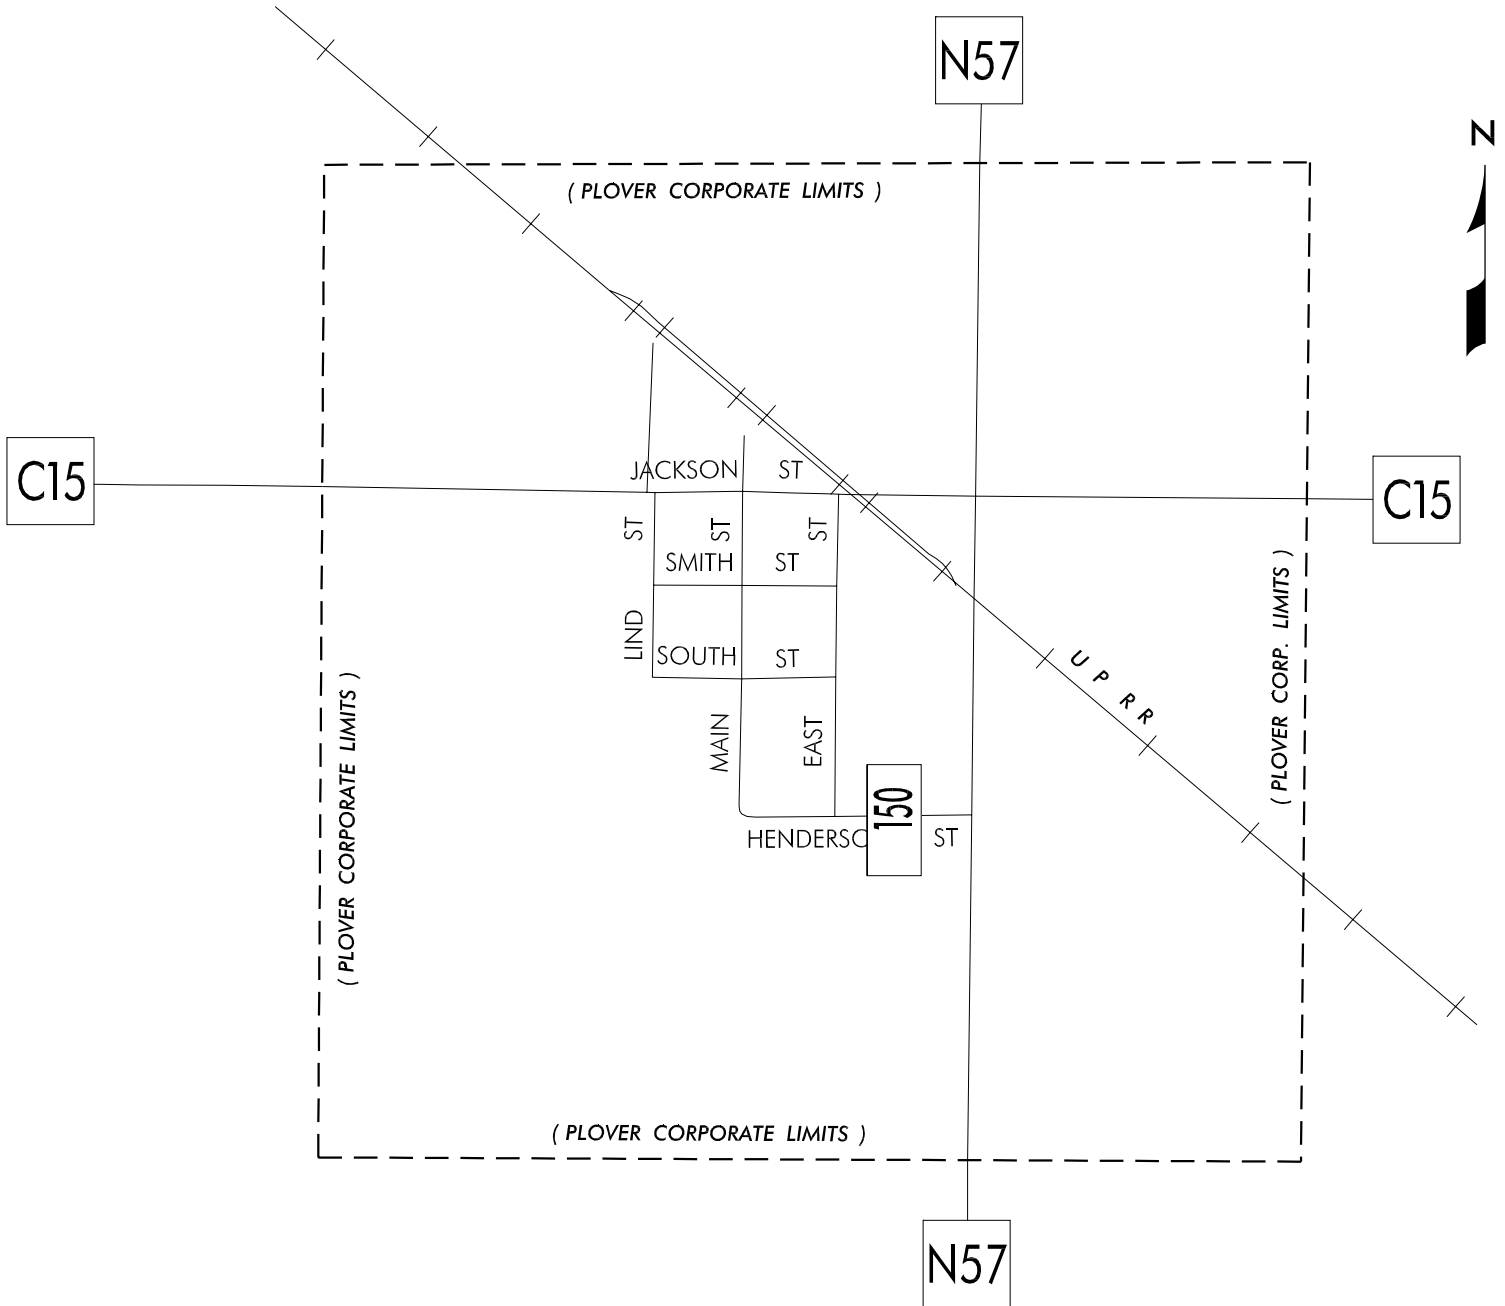 N57
N
( PLOVER CORPORATE LIMITS )
C15
JACKSON ST
C15
ST
ST
ST
SMITH ST
LIND
SOUTH ST
( PLOVER CORP. LIMITS )
U P R R
( PLOVER CORPORATE LIMITS )
MAIN
EAST
150
HENDERSO ST
( PLOVER CORPORATE LIMITS )
N57